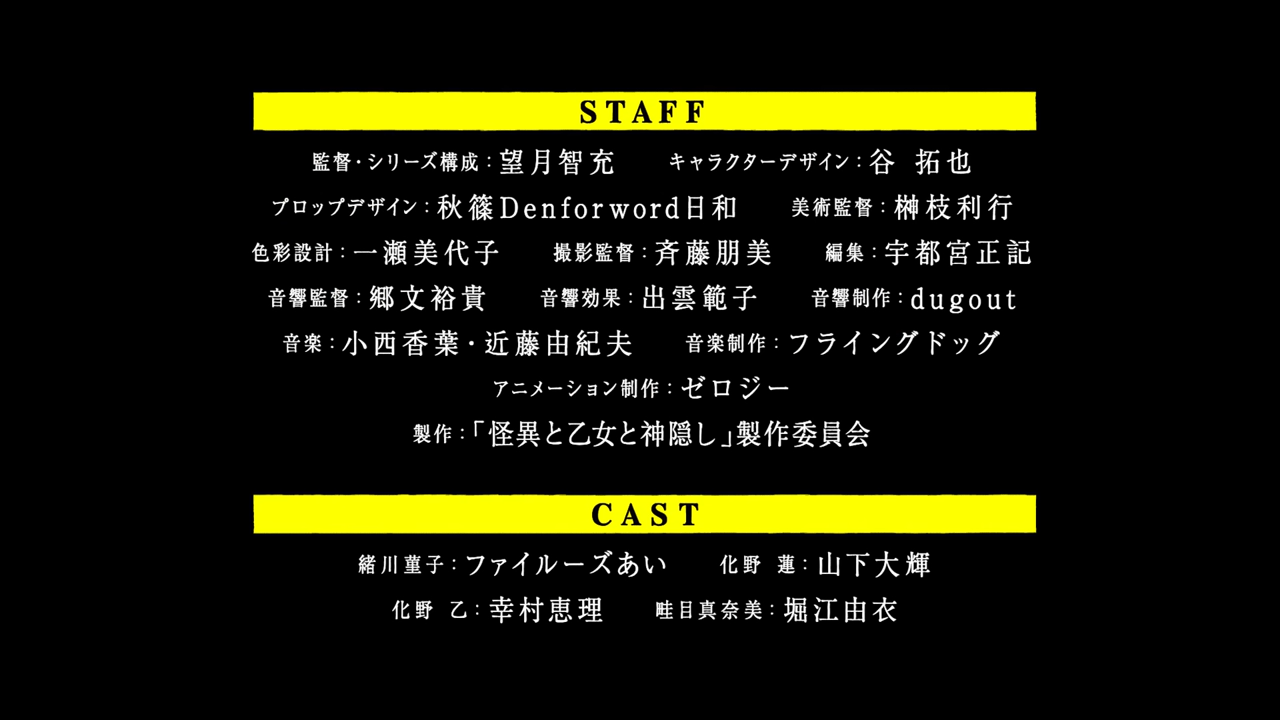 STAFF
監督・シリーズ構成：望月智充　キャラクターデザイン：谷 拓也
プロップデザイン：秋篠Denforword日和　美術監督：榊枝利行
色彩設計：一瀬美代子　撮影監督：斉藤朋美　編集：宇都宮正記
音響監督：郷文裕貴　音響効果：出雲範子　音響制作：dugout
音楽：小西香葉・近藤由紀夫　音楽制作：フライングドッグ
アニメーション制作：ゼロジー
製作：「怪異と乙女と神隠し」製作委員会
CAST
緒川菫子：ファイルーズあい　化野 蓮：山下大輝
化野 乙：幸村恵理　畦目真奈美：堀江由衣